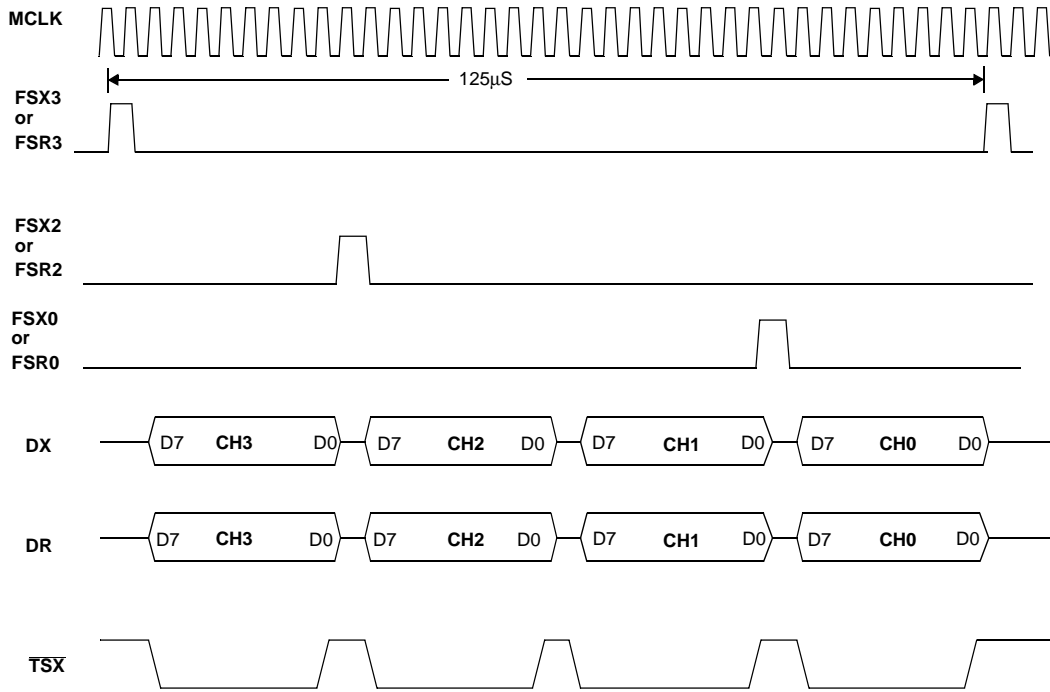 MCLK
125µS
FSX3
or
FSR3
FSX2
or
FSR2
FSX0
or
FSR0
DX
D7 CH3 D0 D7 CH2 D0 D7 CH1 D0 D7 CH0 D0
DR
D7 CH3 D0 D7 CH2 D0 D7 CH1 D0 D7 CH0 D0
TSX